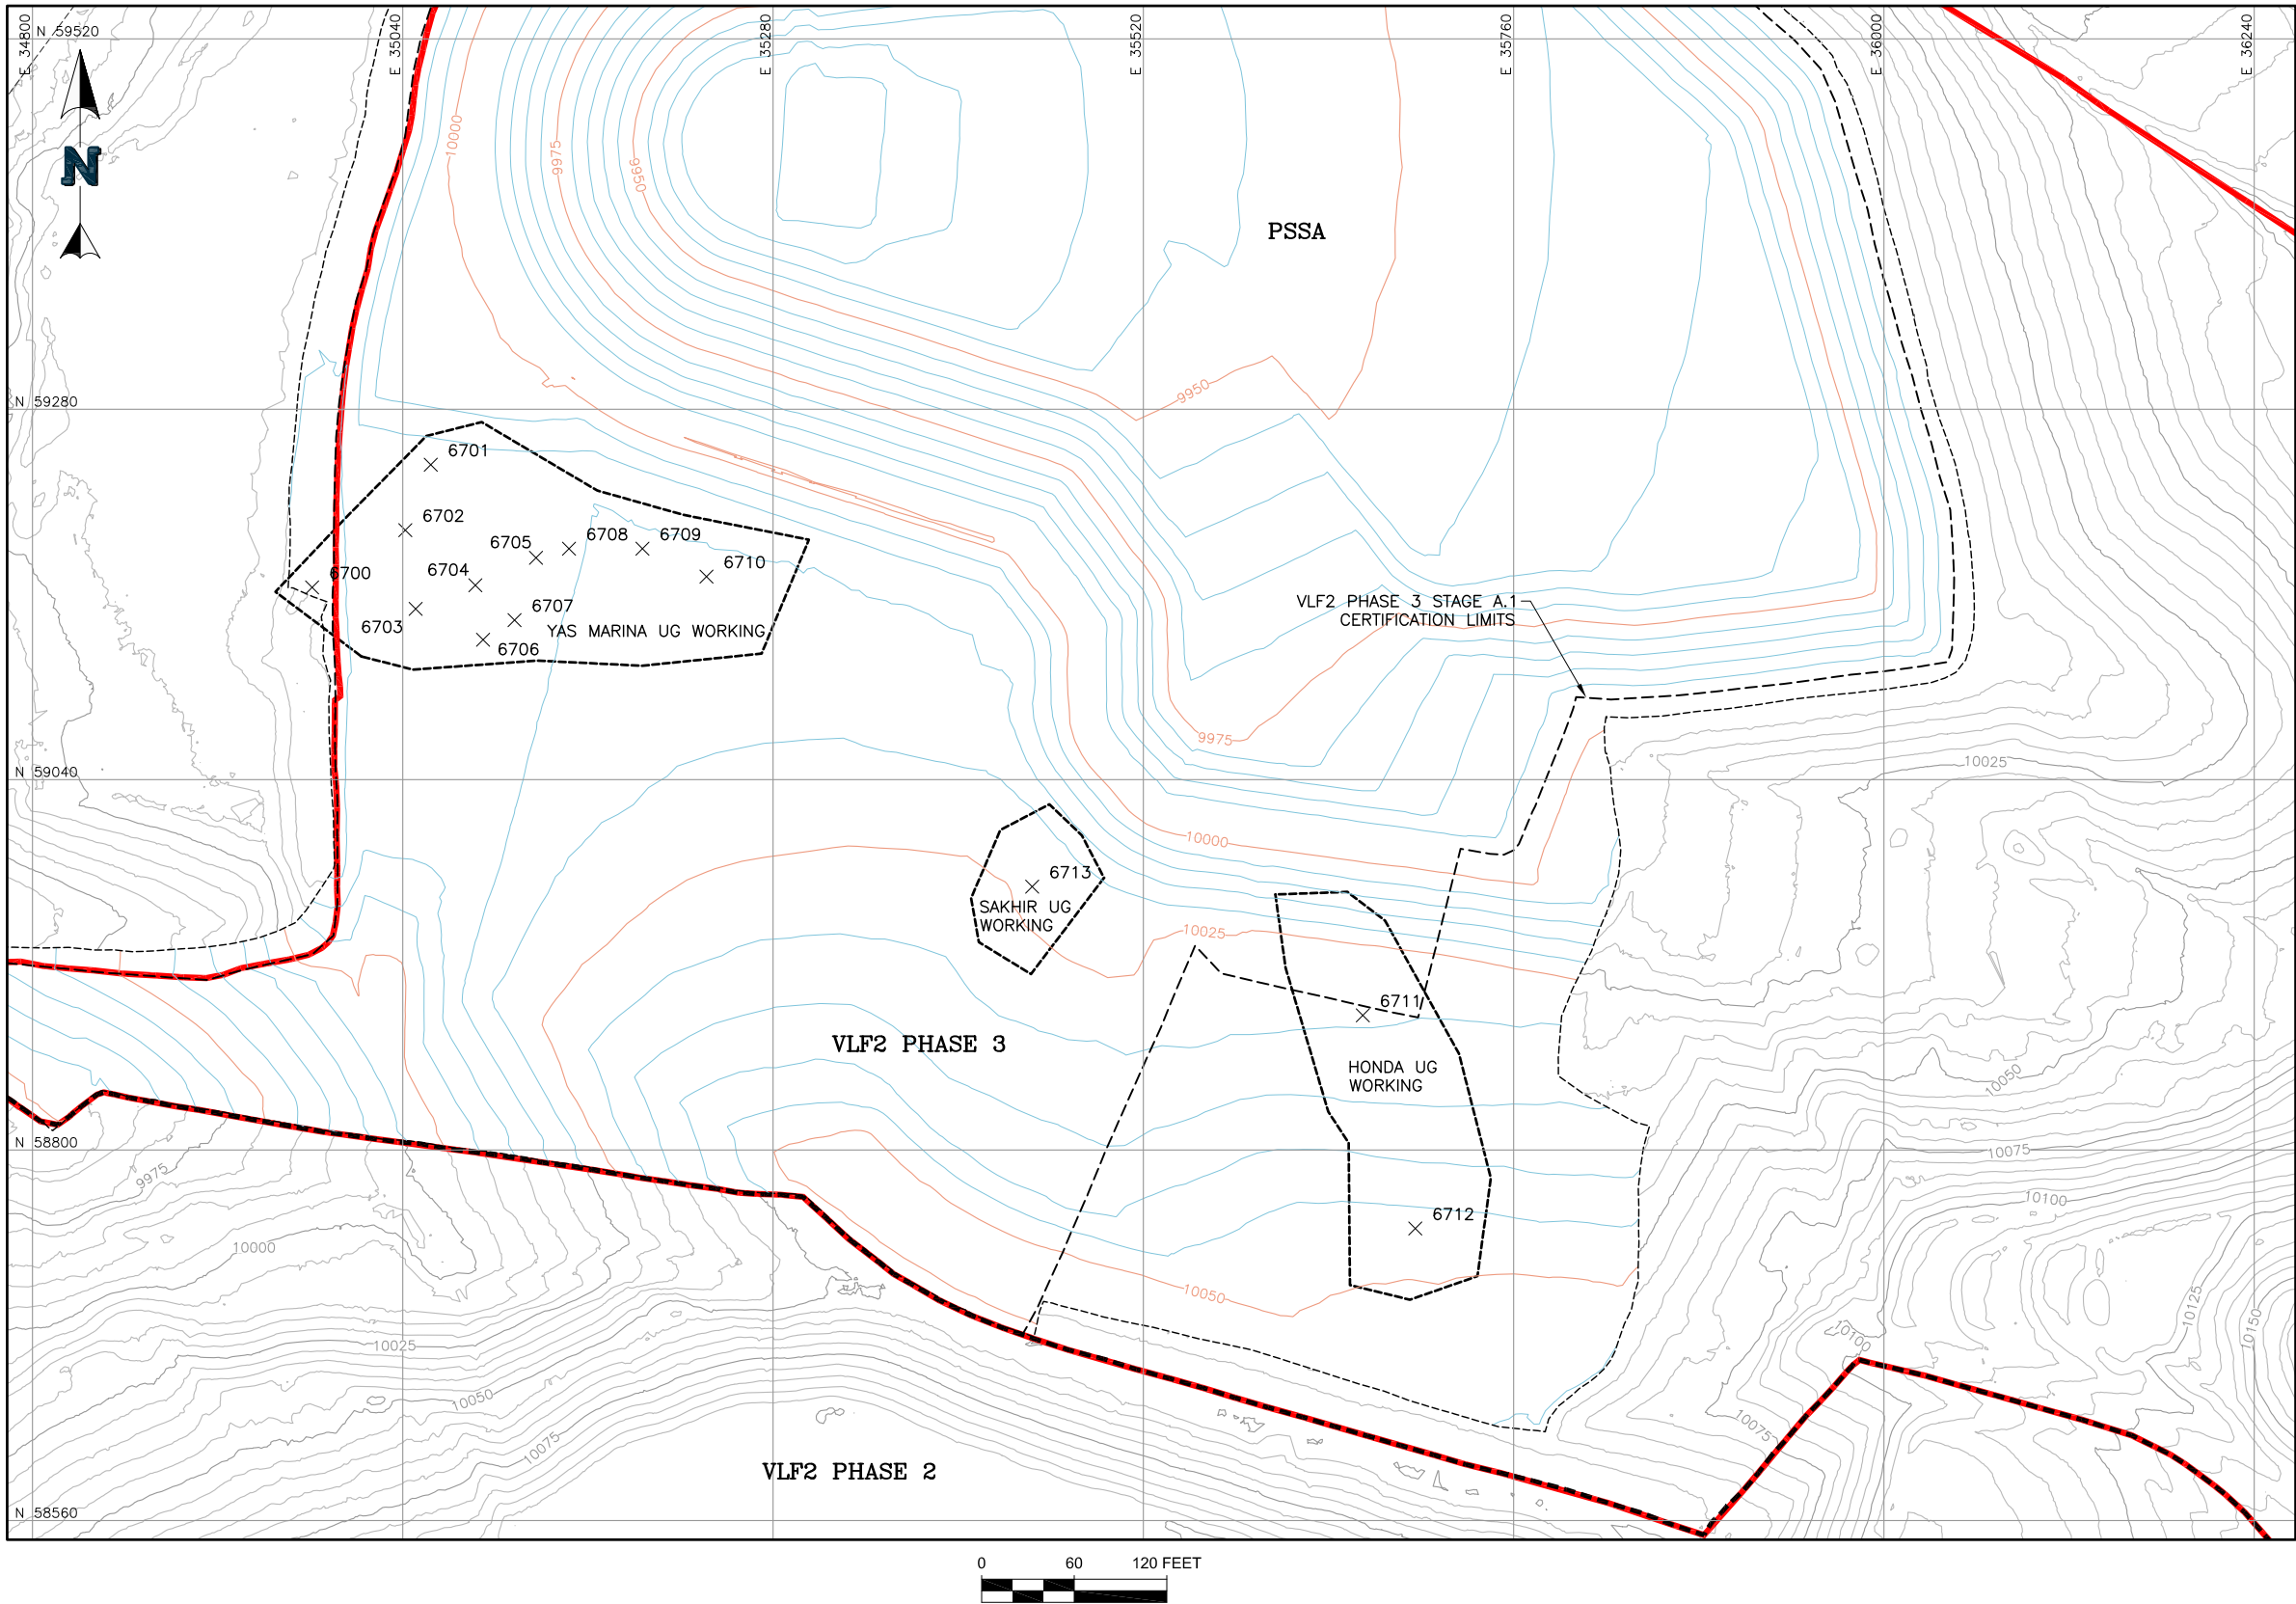 E 34800
E 35040
E 35280
E 35520
E 35760
E 36000
E 36240
N 59520
N
10000
9975
9950
PSSA
N 59280
9950
6701
6702
6705
6708
6709
6700
6704
6710
6703
6707
6706
YAS MARINA UG WORKING
VLF2 PHASE 3 STAGE A.1
CERTIFICATION LIMITS
9975
N 59040
10025
10000
6713
SAKHIR UG
WORKING
10025
6711
VLF2 PHASE 3
HONDA UG
WORKING
10050
N 58800
9975
10075
10100
6712
10000
10050
10125
10150
10100
10025
10050
10075
10075
VLF2 PHASE 2
N 58560
0 60 120 FEET